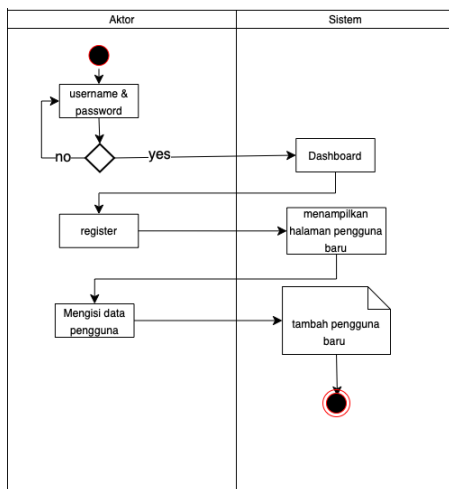 Aktor
Sistem
username &
password
no
yes
Dashboard
register
menampilkan
halaman pengguna
baru
Mengisi data
pengguna
tambah pengguna
baru